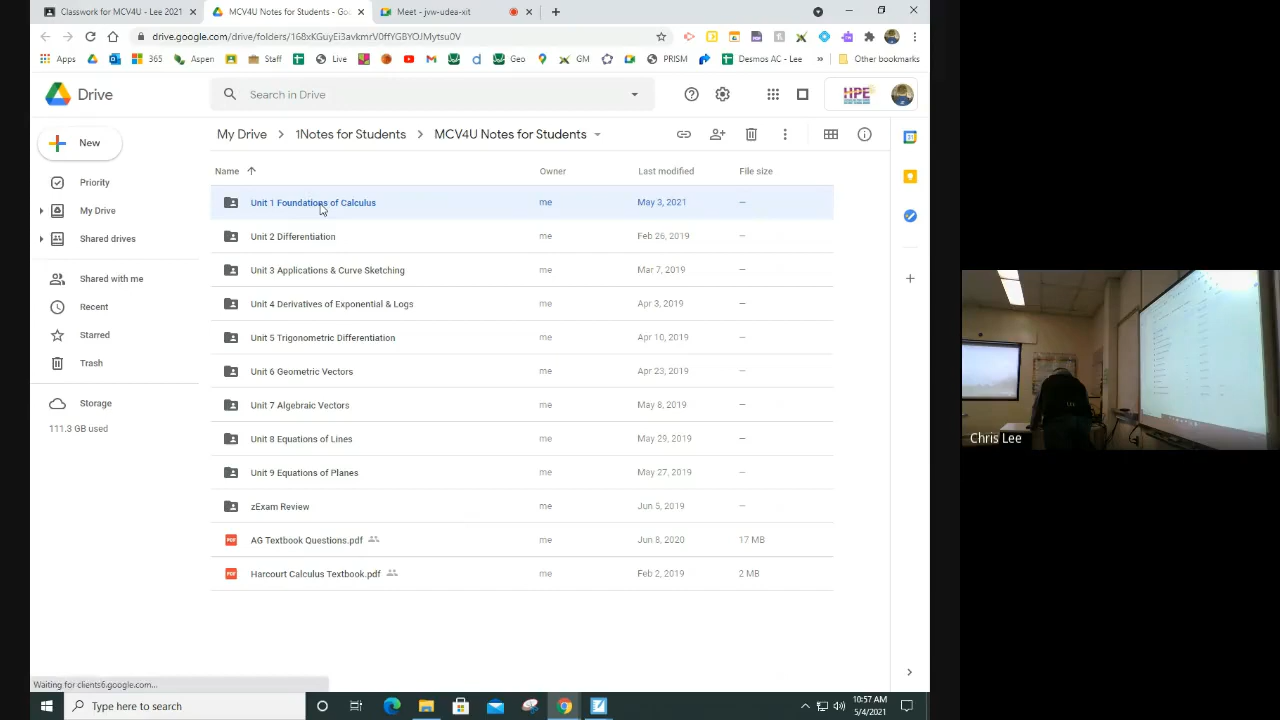 Classwork for MCV4U - Lee 2021
MCV4U Notes for Students - Go
Meet - jvw-udea-xit
drive.google.com/drive/folders/168xKGuyEi3avkmrV0ffYGBYOJMytsu0V
Apps 365 Aspen Staff Live Geo GM PRISM Desmos AC - Lee » Other bookmarks
Drive
Search in Drive
HPE
My Drive > 1Notes for Students > MCV4U Notes for Students
New
Priority
My Drive
Shared drives
Shared with me
Recent
Starred
Trash
Storage
111.3 GB used
Name Owner Last modified File size
Unit 1 Foundations of Calculus me May 3, 2021 –
Unit 2 Differentiation me Feb 26, 2019 –
Unit 3 Applications & Curve Sketching me Mar 7, 2019 –
Unit 4 Derivatives of Exponential & Logs me Apr 3, 2019 –
Unit 5 Trigonometric Differentiation me Apr 10, 2019 –
Unit 6 Geometric Vectors me Apr 23, 2019 –
Unit 7 Algebraic Vectors me May 8, 2019 –
Unit 8 Equations of Lines me May 29, 2019 –
Unit 9 Equations of Planes me May 27, 2019 –
zExam Review me Jun 5, 2019 –
PDF AG Textbook Questions.pdf me Jun 8, 2020 17 MB
PDF Harcourt Calculus Textbook.pdf me Feb 2, 2019 2 MB
Waiting for clients6.google.com...
Type here to search
10:57 AM
5/4/2021
Chris Lee